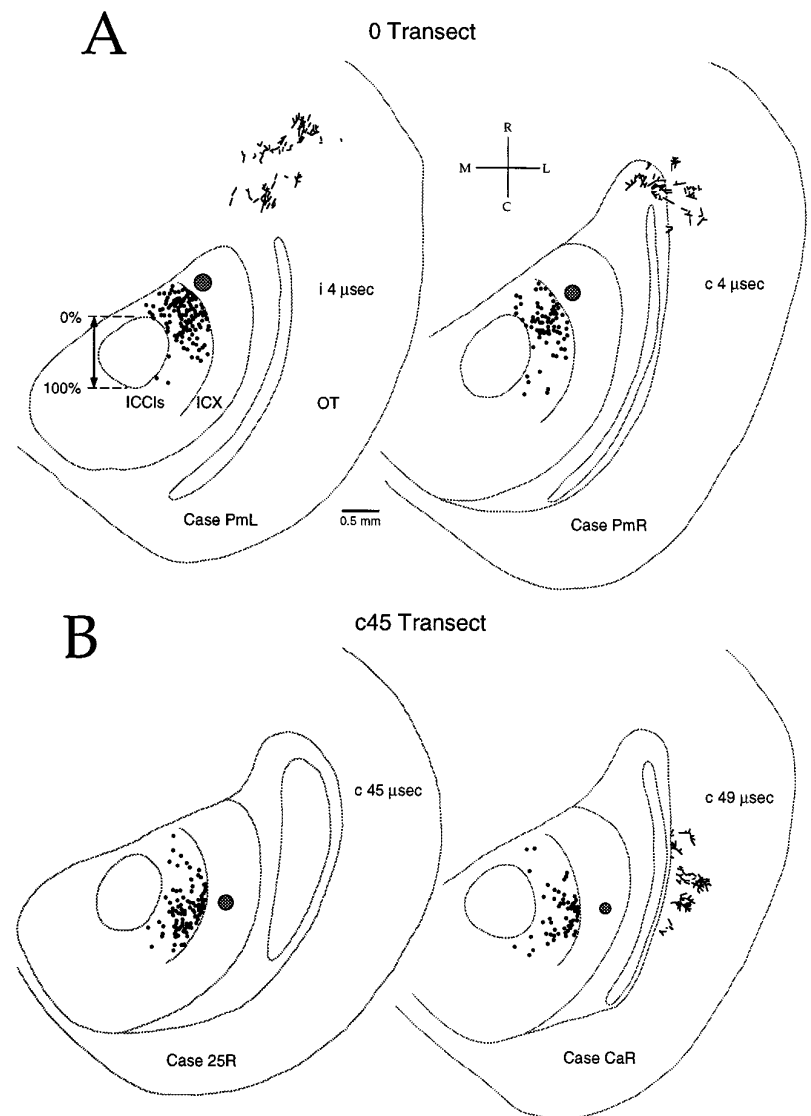 A
0 Transect
R
M
L
C
i 4 µsec
c 4 µsec
0%
100%
ICCls
ICX
OT
Case PmL
0.5 mm
Case PmR
B
c45 Transect
c 45 µsec
c 49 µsec
Case 25R
Case CaR